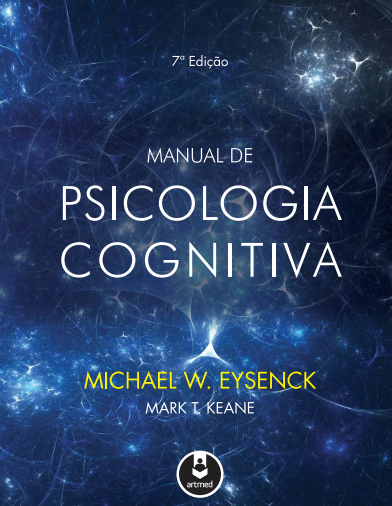 7ª Edição
MANUAL DE
PSICOLOGIA
COGNITIVA
MICHAEL W. EYSENCK
MARK T. KEANE
artmed